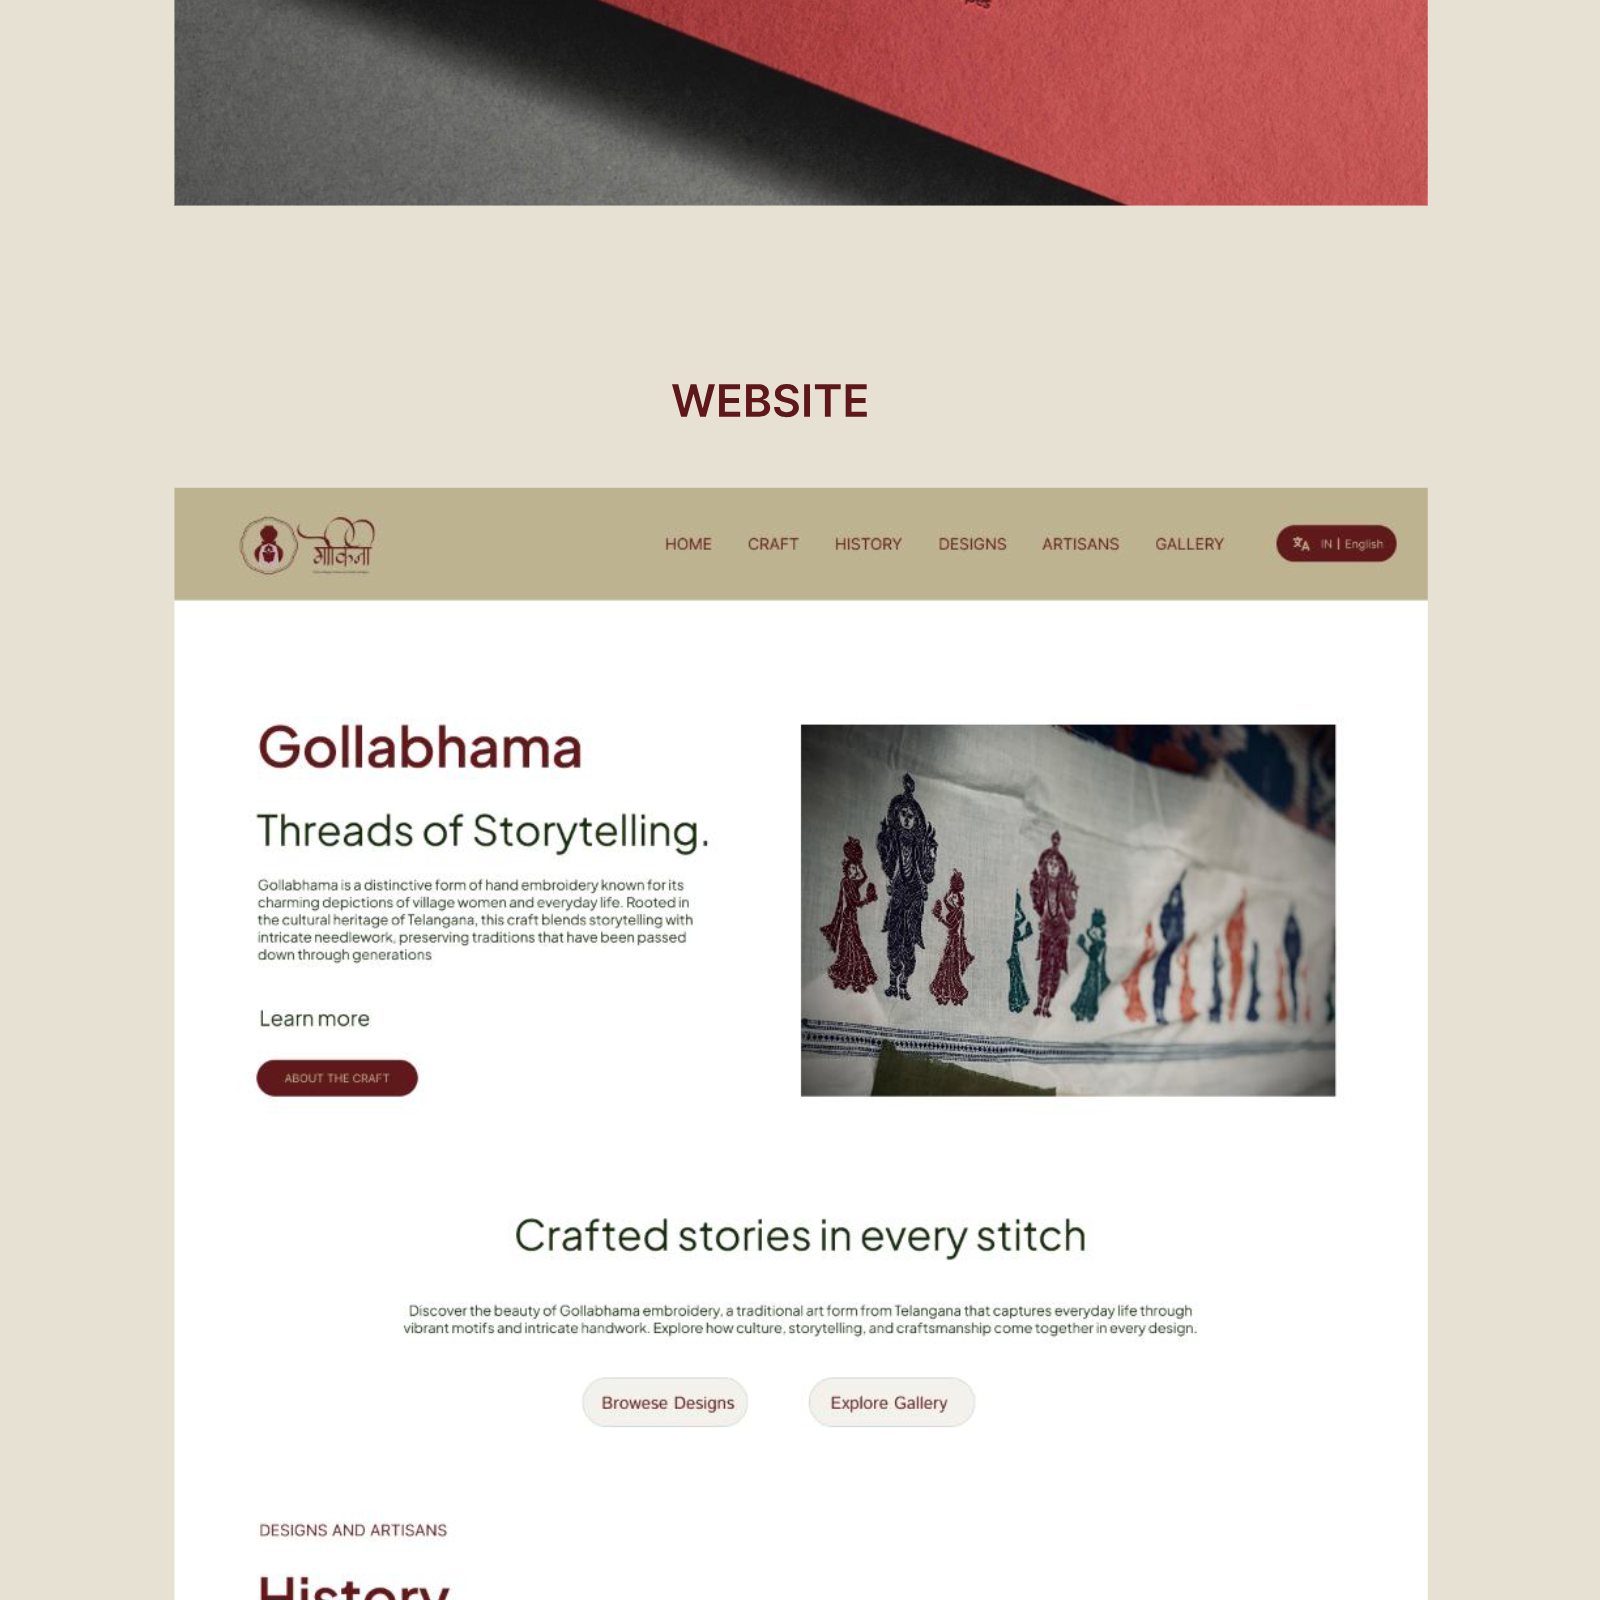 WEBSITE
HOME
CRAFT
HISTORY
DESIGNS
ARTISANS
GALLERY
IN | English
Gollabhama
Threads of Storytelling.
Gollabhama is a distinctive form of hand embroidery known for its
charming depictions of village women and everyday life. Rooted in
the cultural heritage of Telangana, this craft blends storytelling with
intricate needlework, preserving traditions that have been passed
down through generations
Learn more
ABOUT THE CRAFT
Crafted stories in every stitch
Discover the beauty of Gollabhama embroidery, a traditional art form from Telangana that captures everyday life through
vibrant motifs and intricate handwork. Explore how culture, storytelling, and craftsmanship come together in every design.
Browese Designs
Explore Gallery
DESIGNS AND ARTISANS
History